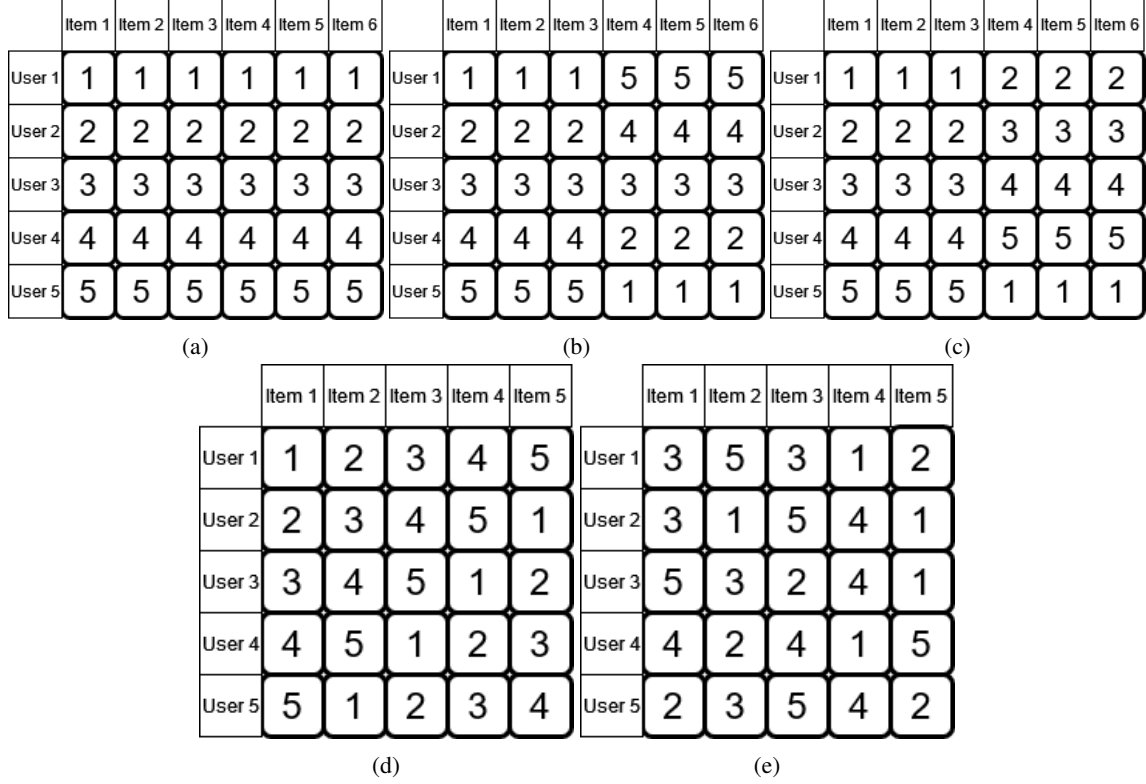 Item 1 Item 2 Item 3 Item 4 Item 5 Item 6
User 1 1 1 1 1 1 1
User 2 2 2 2 2 2 2
User 3 3 3 3 3 3 3
User 4 4 4 4 4 4 4
User 5 5 5 5 5 5 5
(a)
Item 1 Item 2 Item 3 Item 4 Item 5 Item 6
User 1 1 1 1 5 5 5
User 2 2 2 2 4 4 4
User 3 3 3 3 3 3 3
User 4 4 4 4 2 2 2
User 5 5 5 5 1 1 1
(b)
Item 1 Item 2 Item 3 Item 4 Item 5 Item 6
User 1 1 1 1 2 2 2
User 2 2 2 2 3 3 3
User 3 3 3 3 4 4 4
User 4 4 4 4 5 5 5
User 5 5 5 5 1 1 1
(c)
Item 1 Item 2 Item 3 Item 4 Item 5
User 1 1 2 3 4 5
User 2 2 3 4 5 1
User 3 3 4 5 1 2
User 4 4 5 1 2 3
User 5 5 1 2 3 4
(d)
Item 1 Item 2 Item 3 Item 4 Item 5
User 1 3 5 3 1 2
User 2 3 1 5 4 1
User 3 5 3 2 4 1
User 4 4 2 4 1 5
User 5 2 3 5 4 2
(e)